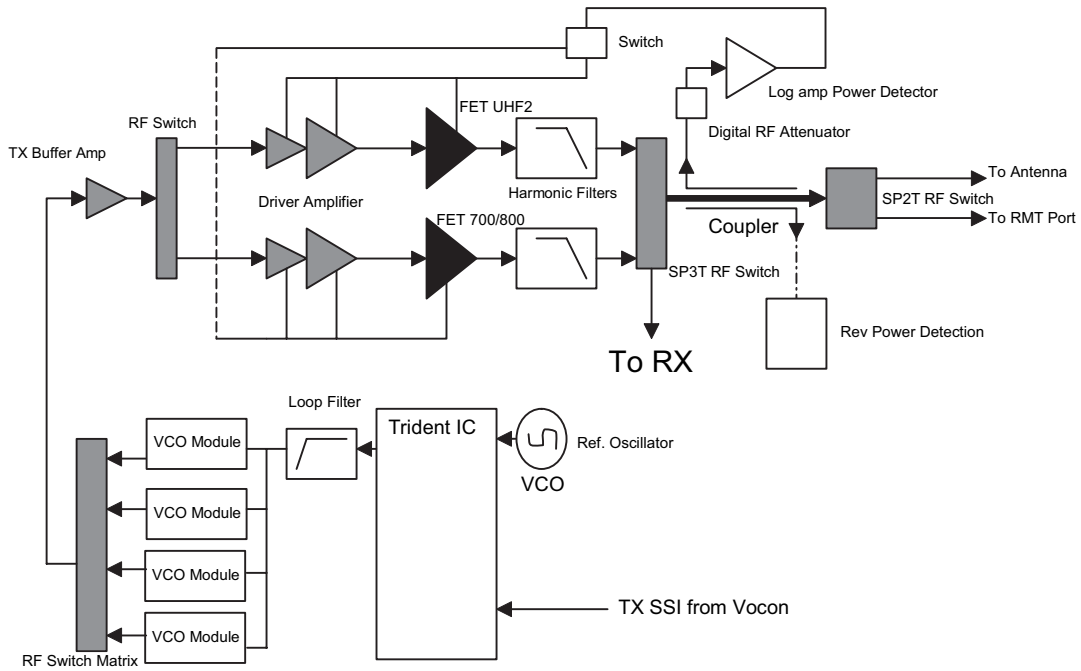 Switch
Log amp Power Detector
FET UHF2
RF Switch
Digital RF Attenuator
TX Buffer Amp
To Antenna
Harmonic Filters
SP2T RF Switch
Driver Amplifier
To RMT Port
FET 700/800
Coupler
SP3T RF Switch
Rev Power Detection
To RX
Loop Filter
Trident IC
VCO Module
Ref. Oscillator
VCO
VCO Module
VCO Module
TX SSI from Vocon
VCO Module
RF Switch Matrix